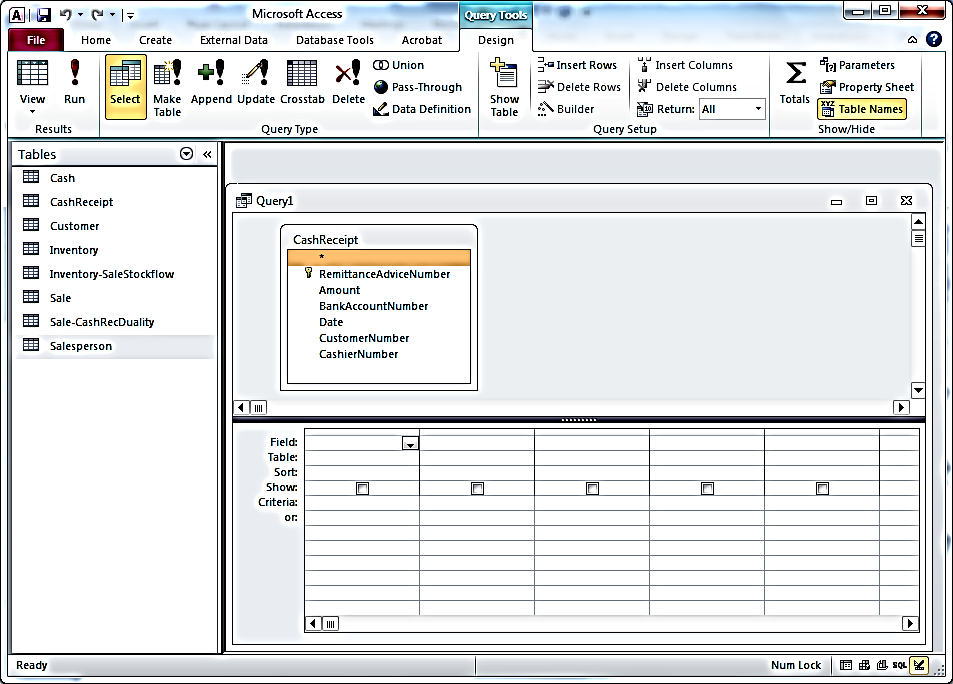 Microsoft Access
Query Tools
File Home Create External Data Database Tools Acrobat Design
View
Run
Results
Select
Make Table
Append
Update
Crosstab
Delete
Union
Pass-Through
Data Definition
Query Type
Show Table
Insert Rows
Delete Rows
Builder
Insert Columns
Delete Columns
Return: All
Query Setup
Totals
Parameters
Property Sheet
XYZ Table Names
Show/Hide
Tables
Cash
CashReceipt
Customer
Inventory
Inventory-SaleStockflow
Sale
Sale-CashRecDuality
Salesperson
Query1
CashReceipt
*
RemittanceAdviceNumber
Amount
BankAccountNumber
Date
CustomerNumber
CashierNumber
Field:
Table:
Sort:
Show:
Criteria:
or:
Ready
Num Lock
SQL